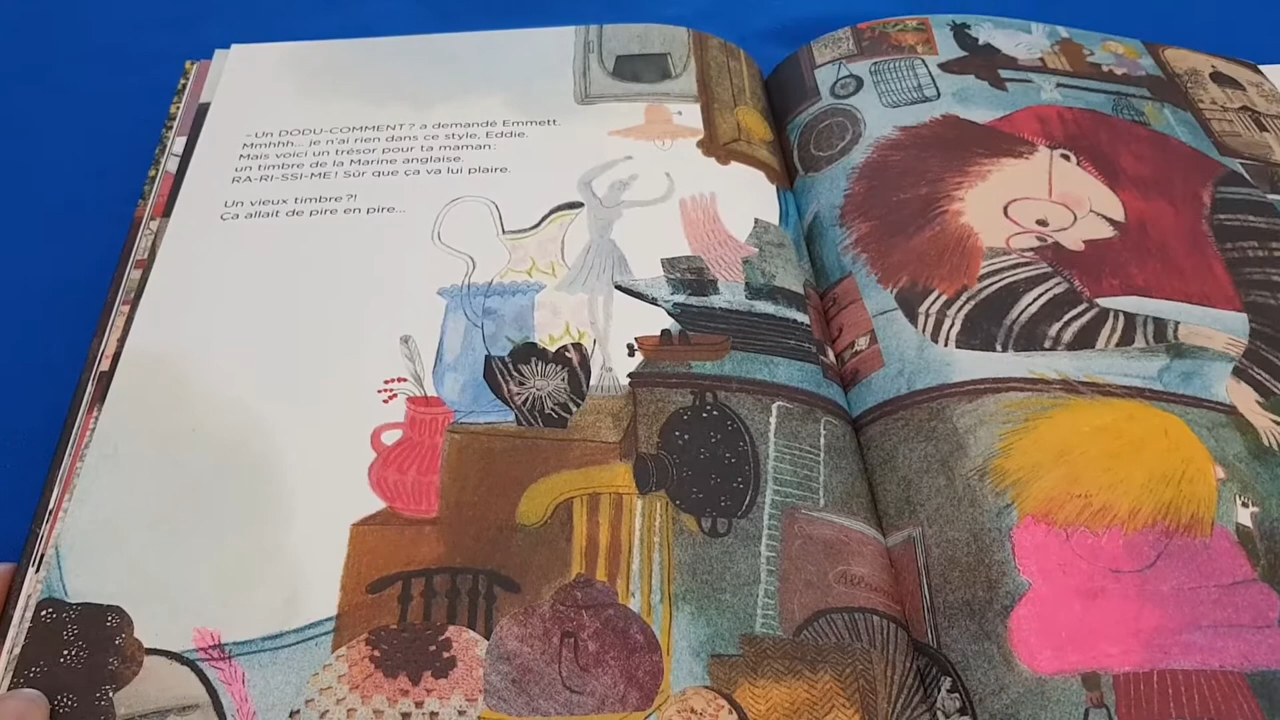 - Un DODU-COMMENT ? a demandé Emmett.
Mmhhh... je n'ai rien dans ce style, Eddie.
Mais voici un trésor pour ta maman :
un timbre de la Marine anglaise.
RA-RI-SSI-ME ! Sûr que ça va lui plaire.
Un vieux timbre ?!
Ça allait de pire en pire...